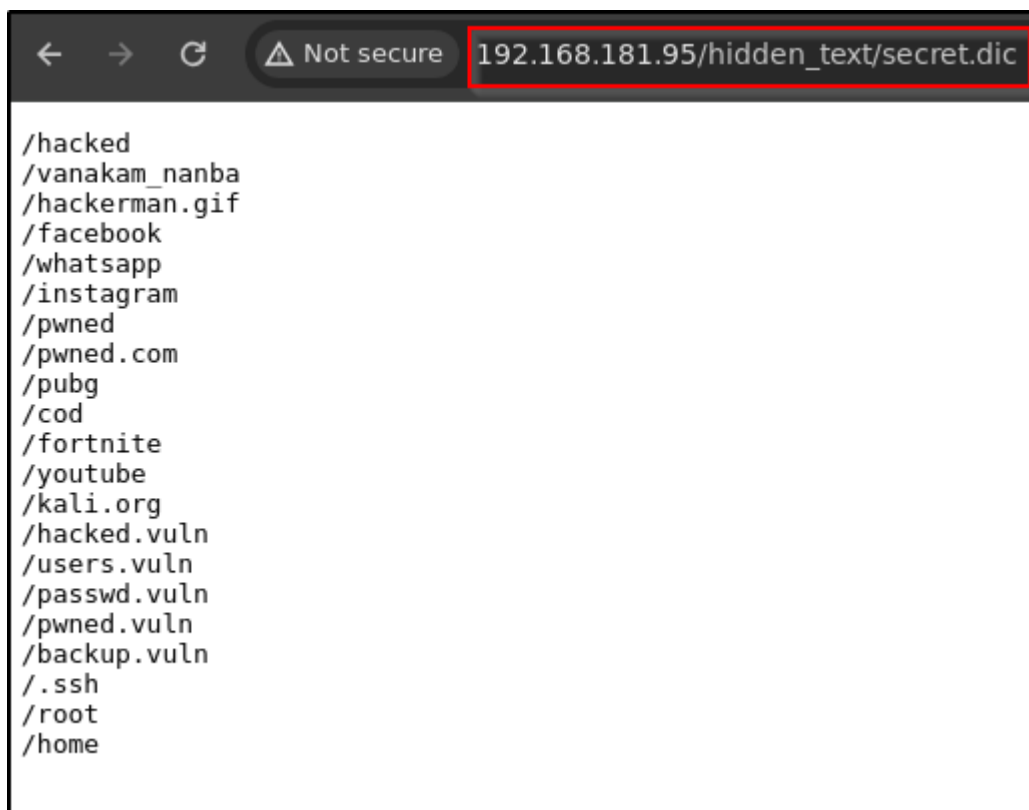 Not secure 192.168.181.95/hidden_text/secret.dic
/hacked
/vanakam_nanba
/hackerman.gif
/facebook
/whatsapp
/instagram
/pwned
/pwned.com
/pubg
/cod
/fortnite
/youtube
/kali.org
/hacked.vuln
/users.vuln
/passwd.vuln
/pwned.vuln
/backup.vuln
/.ssh
/root
/home